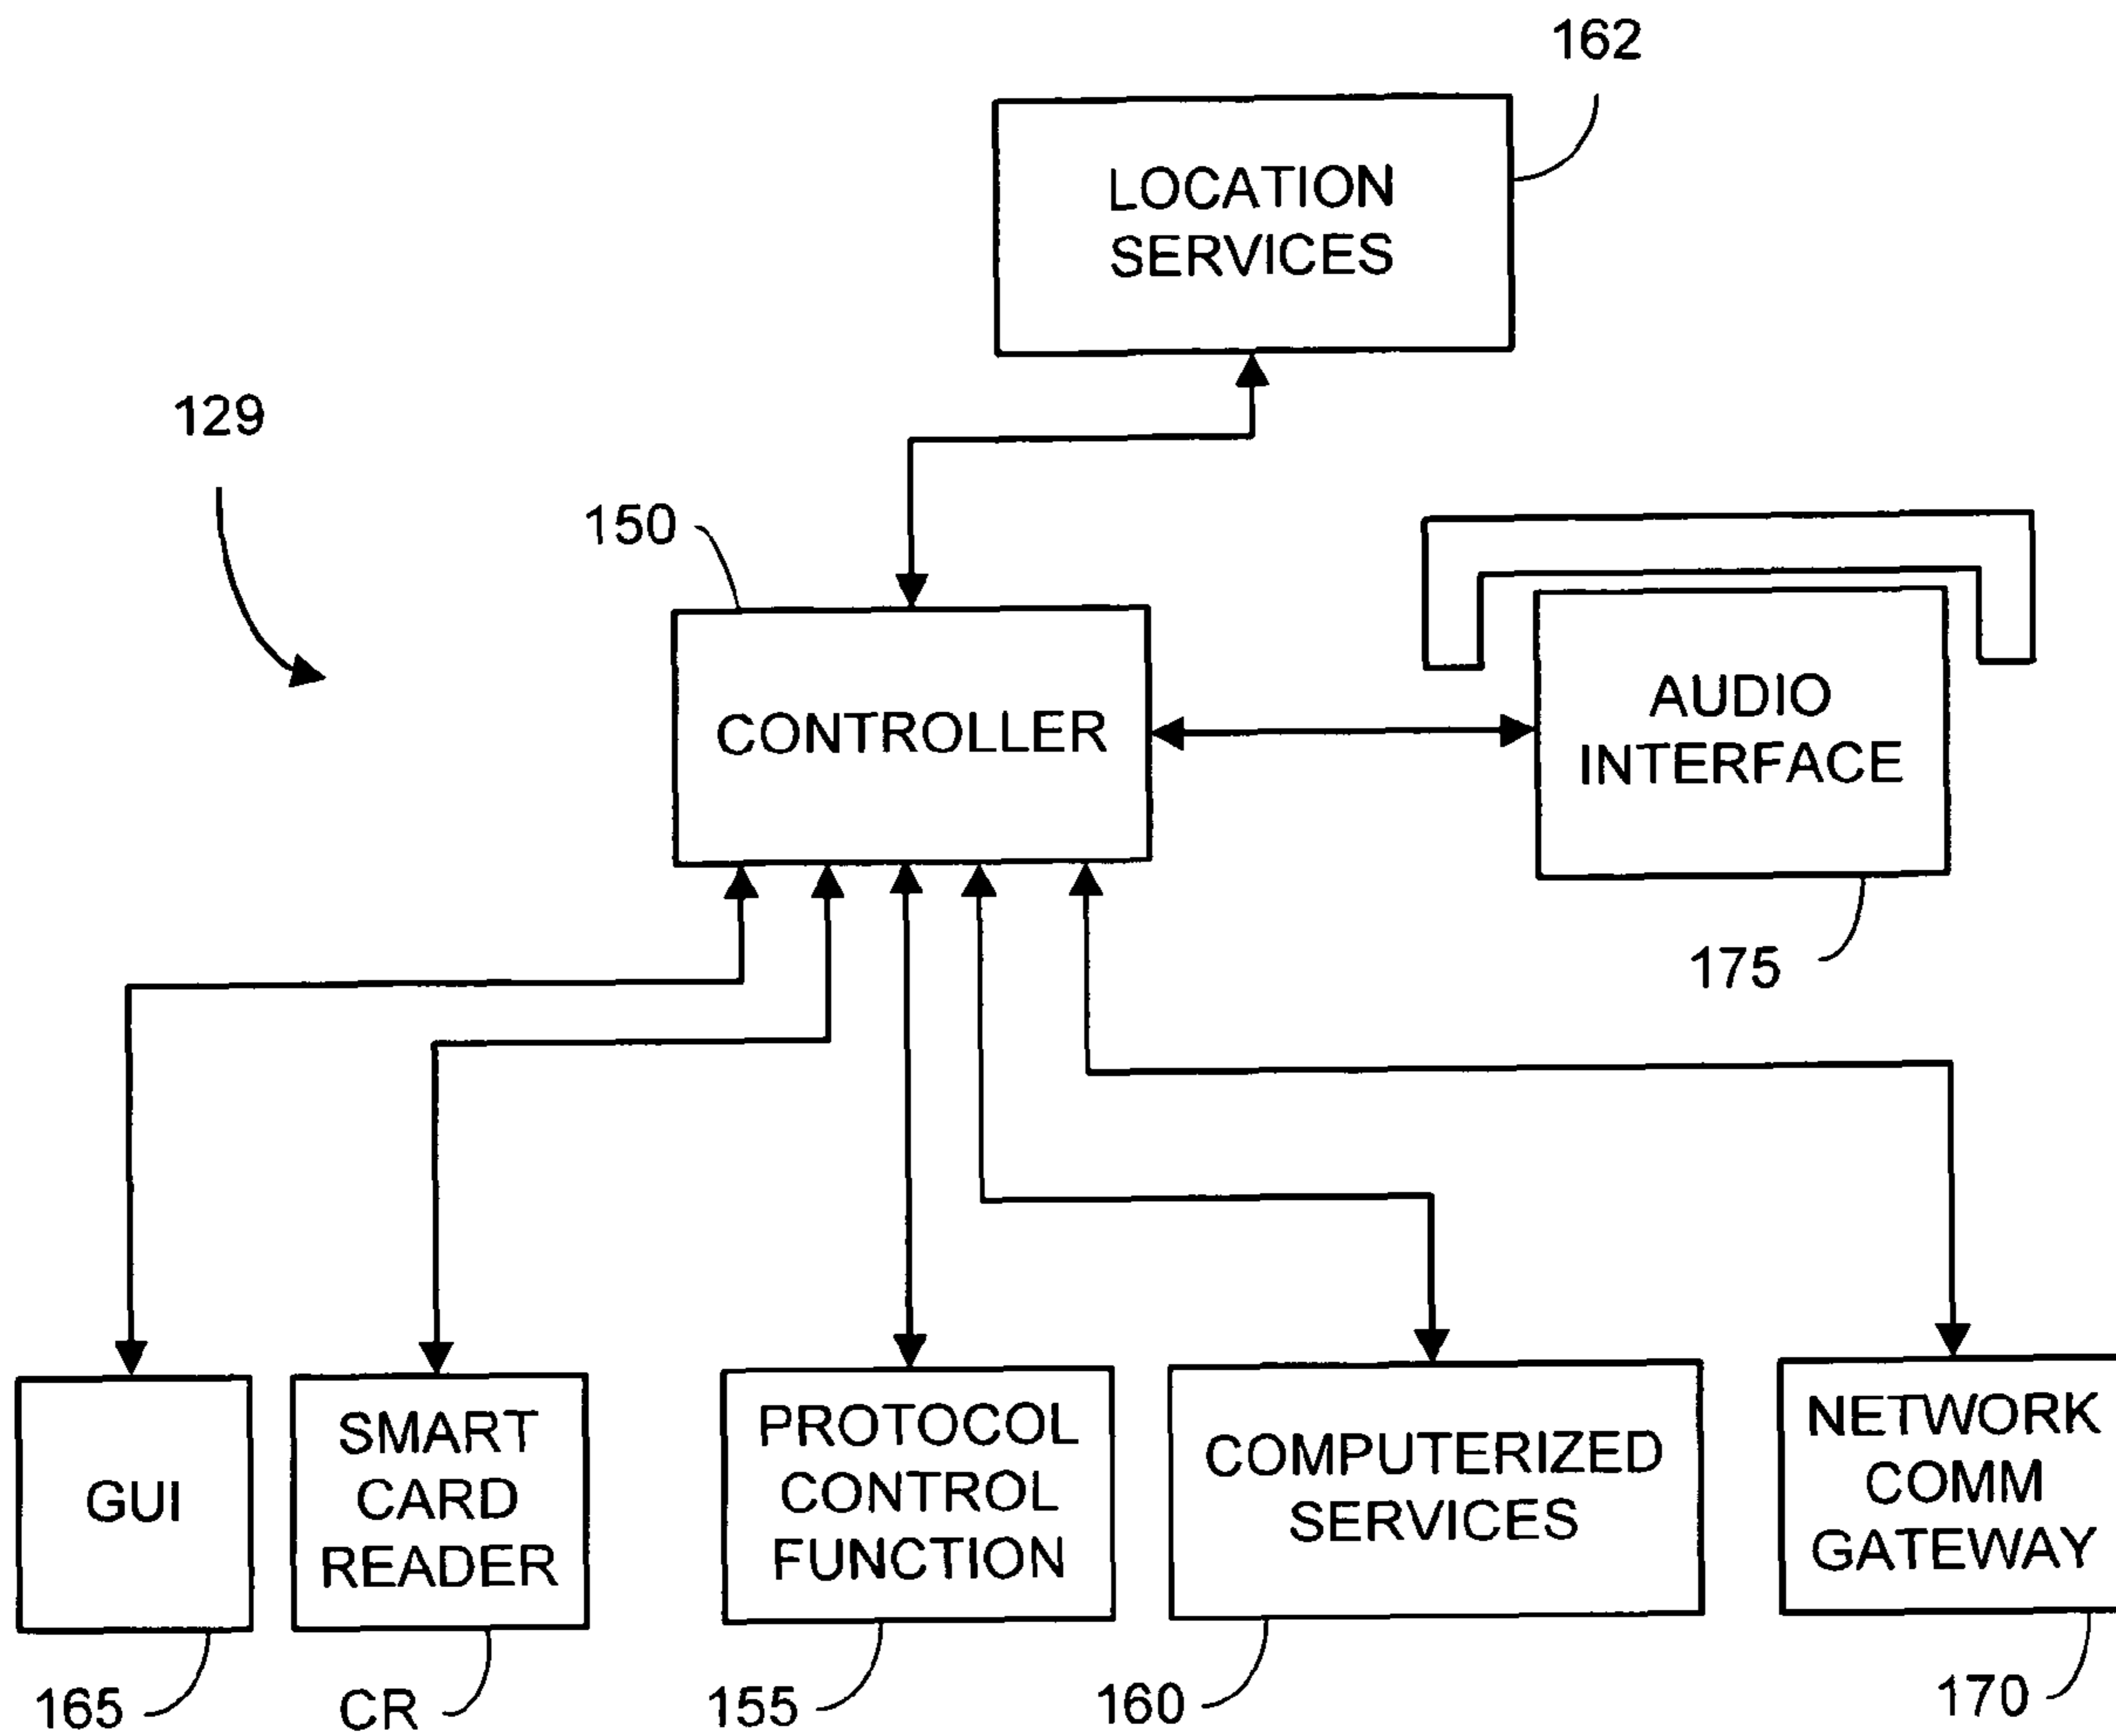 162
LOCATION
SERVICES
129
150
CONTROLLER
AUDIO
INTERFACE
175
GUI
SMART
CARD
READER
PROTOCOL
CONTROL
FUNCTION
COMPUTERIZED
SERVICES
NETWORK
COMM
GATEWAY
165
CR
155
160
170